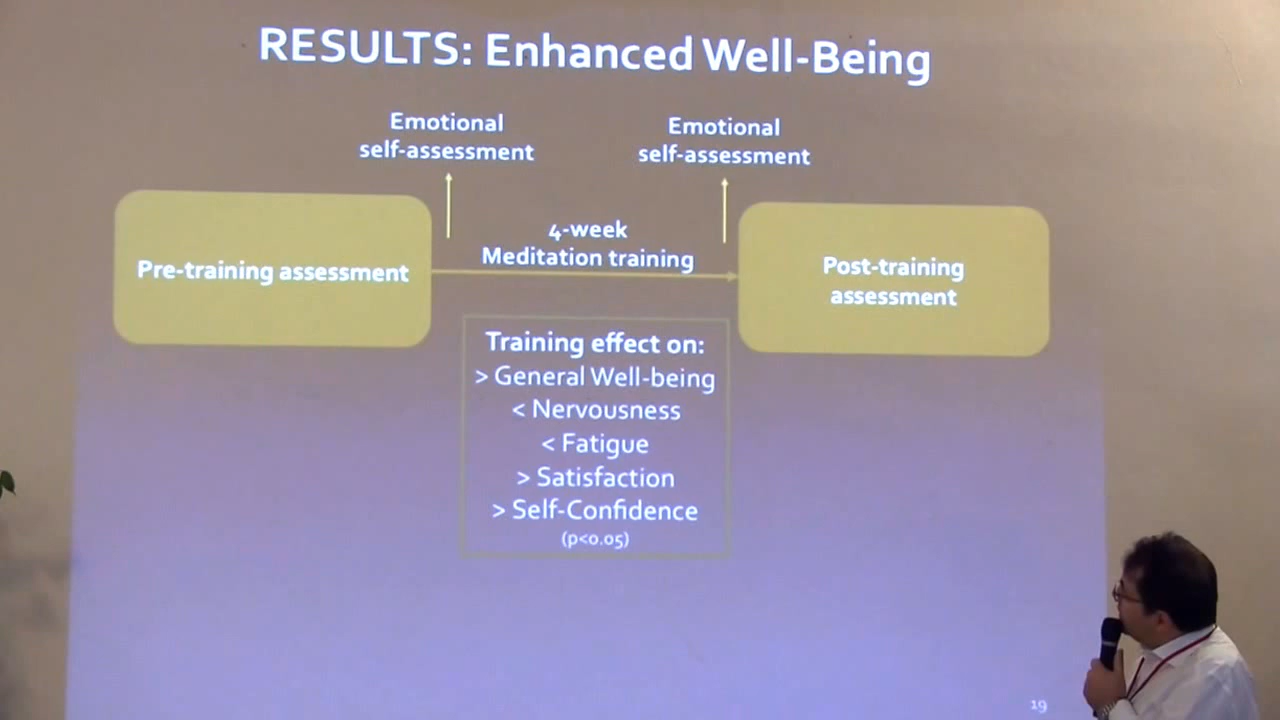 RESULTS: Enhanced Well-Being
Emotional
self-assessment
Emotional
self-assessment
Pre-training assessment
4-week
Meditation training
Post-training
assessment
Training effect on:
> General Well-being
< Nervousness
< Fatigue
> Satisfaction
> Self-Confidence
(p<0.05)
19